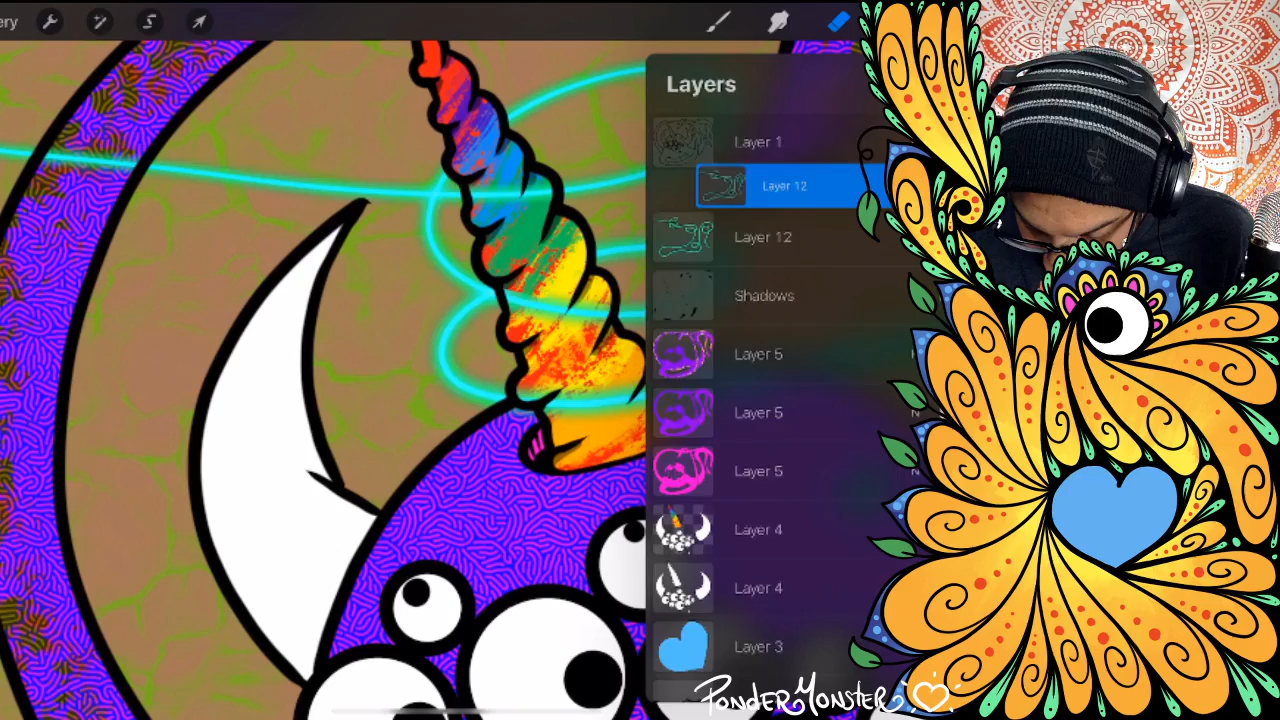 ery
Layers
Layer 1
Layer 12
Layer 12
Shadows
Layer 5
Layer 5
N
Layer 5
N
Layer 4
Layer 4
Layer 3
PonderMonster